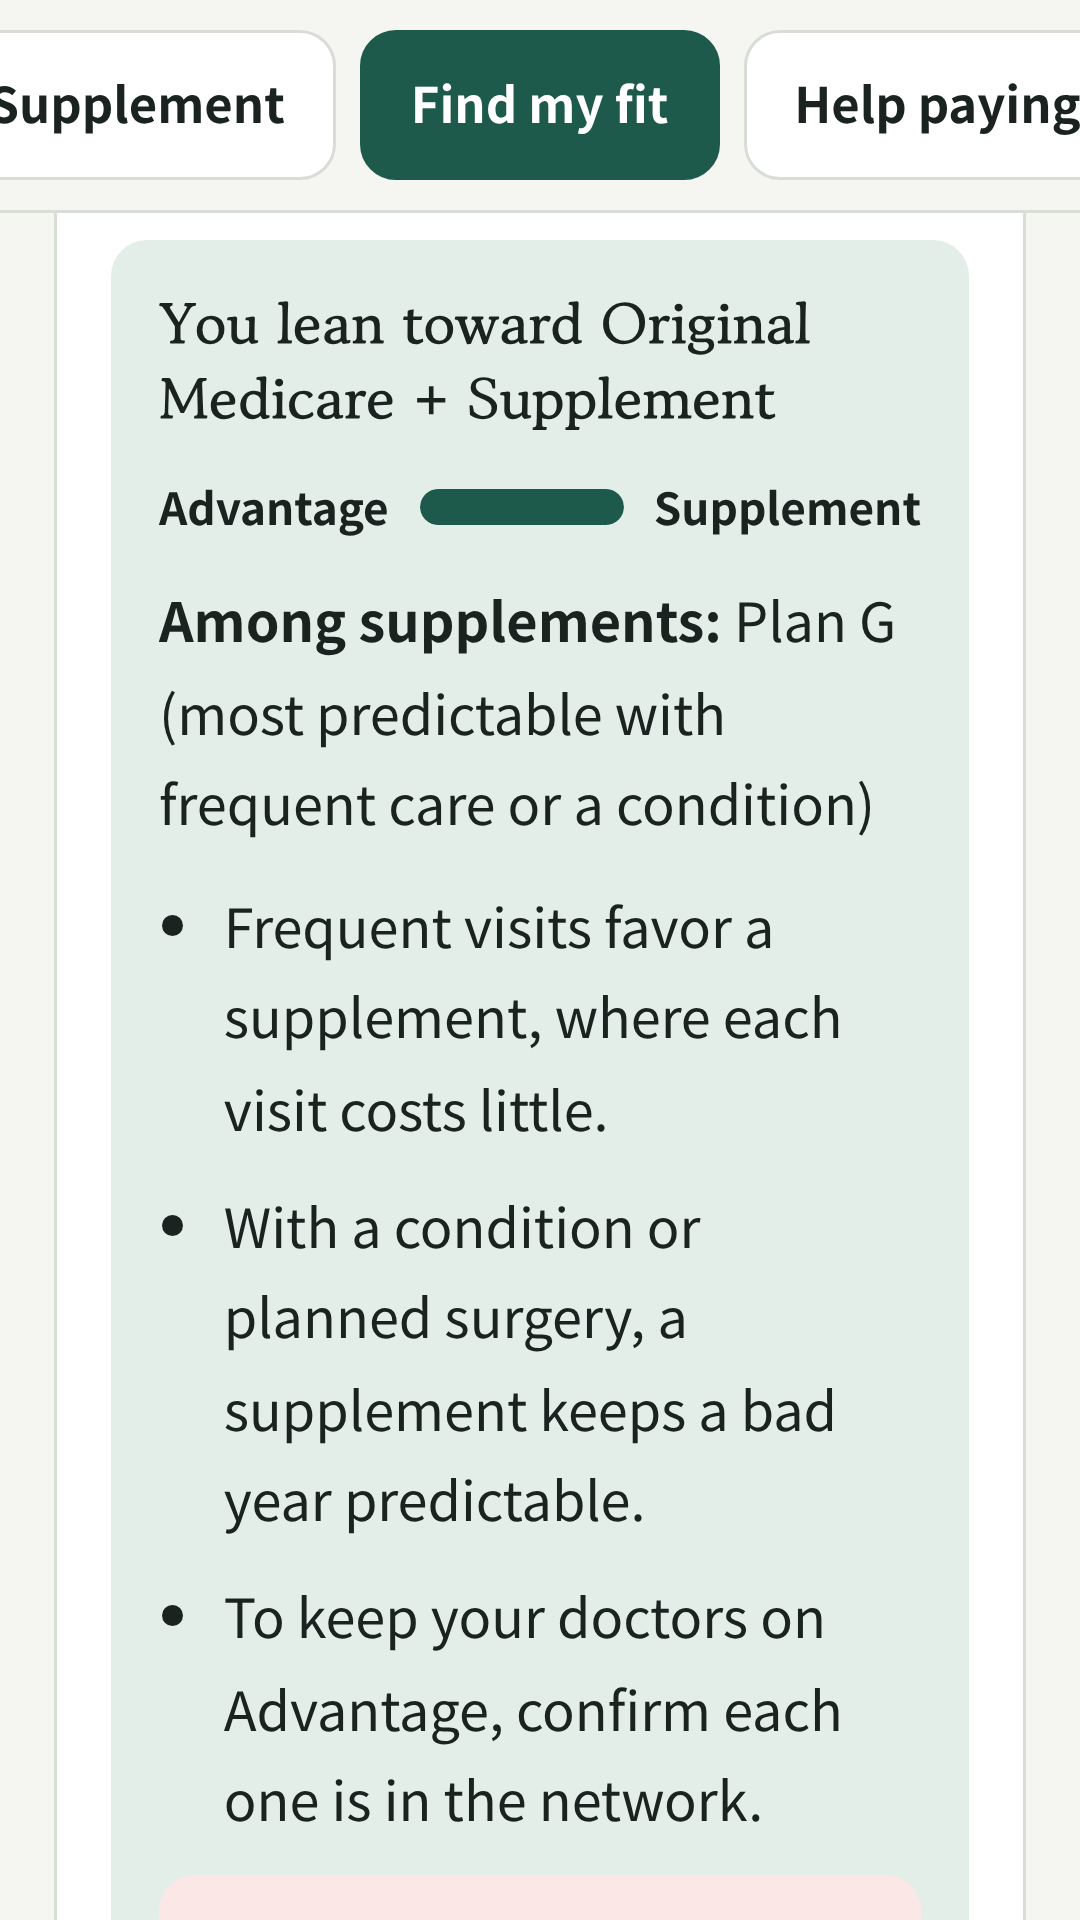 Supplement
Find my fit
Help paying
You lean toward Original
Medicare + Supplement
Advantage
Supplement
Among supplements: Plan G
(most predictable with
frequent care or a condition)
• Frequent visits favor a
supplement, where each
visit costs little.
• With a condition or
planned surgery, a
supplement keeps a bad
year predictable.
• To keep your doctors on
Advantage, confirm each
one is in the network.